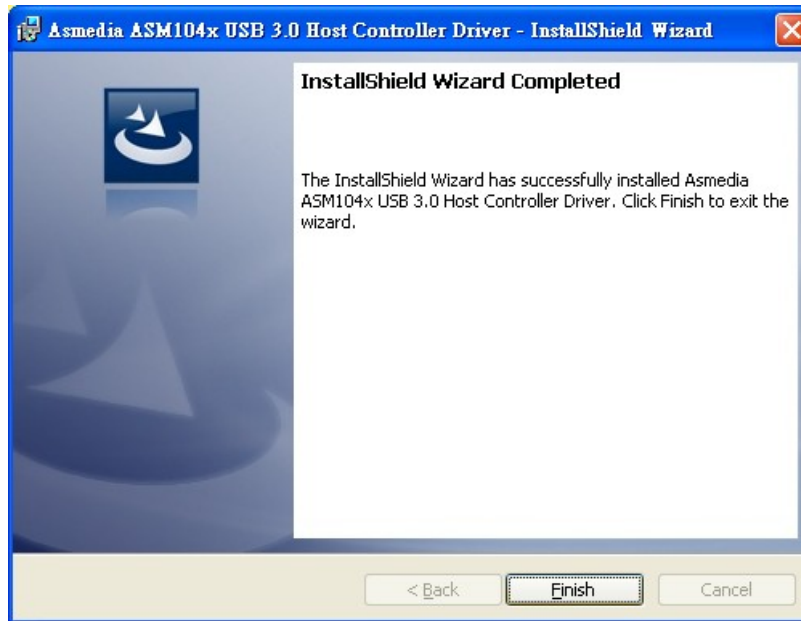 Asmedia ASM104x USB 3.0 Host Controller Driver - InstallShield Wizard
InstallShield Wizard Completed
The InstallShield Wizard has successfully installed Asmedia
ASM104x USB 3.0 Host Controller Driver. Click Finish to exit the
wizard.
< Back
Finish
Cancel